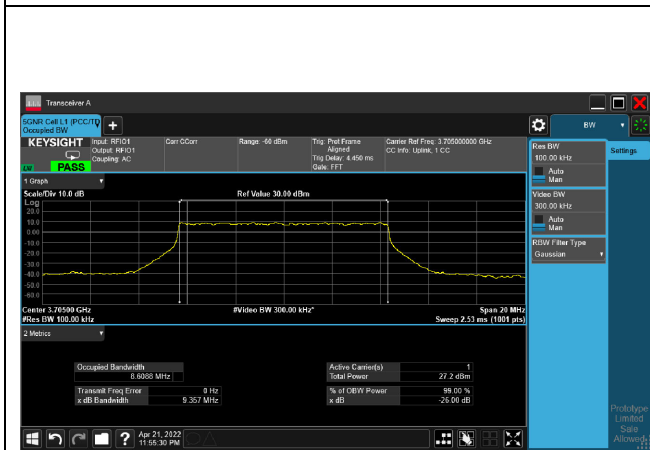 Transceiver A
5GNR Cell L1 (PCC/TD
Occupied BW
BW
KEYSIGHT
Input: RFIO1
Output: RFIO1
Coupling: AC
Corr CCorr
Range: -60 dBm
Trig: Pret Frame
Aligned
Trig Delay: 4.450 ms
Gate: FFT
Carrier Ref Freq: 3.705000000 GHz
CC Info: Uplink, 1 CC
PASS
Res BW
100.00 kHz
Auto
Man
Settings
Video BW
300.00 kHz
Auto
Man
RBW Filter Type
Gaussian
1 Graph
Scale/Div 10.0 dB
Ref Value 30.00 dBm
Log
20.0
10.0
0.00
-10.0
-20.0
-30.0
-40.0
-50.0
-60.0
Center 3.70500 GHz
#Video BW 300.00 kHz*
Span 20 MHz
#Res BW 100.00 kHz
Sweep 2.53 ms (1001 pts)
2 Metrics
Occupied Bandwidth
8.6088 MHz
Active Carrier(s) 1
Total Power 27.2 dBm
Transmit Freq Error 0 Hz
x dB Bandwidth 9.357 MHz
% of OBW Power 99.00 %
x dB -26.00 dB
Apr 21, 2022
11:55:30 PM
Prototype
Limited
Sale
Allowed